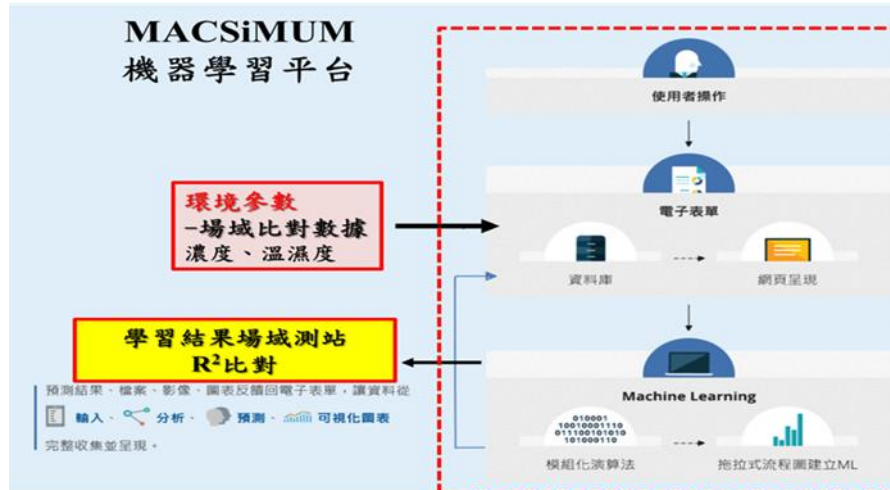 MACSiMUM
機器學習平台
使用者操作
電子表單
資料庫
網頁呈現
環境參數
–場域比對數據
濃度、溫濕度
學習結果場域測站
R²比對
預測結果、檔案、影像、圖表反饋回電子表單，讓資料從
輸入、分析、預測、可視化圖表
完整收集並呈現。
Machine Learning
010001
10010001110
011100101010
101000110
模組化演算法
拖拉式流程圖建立ML